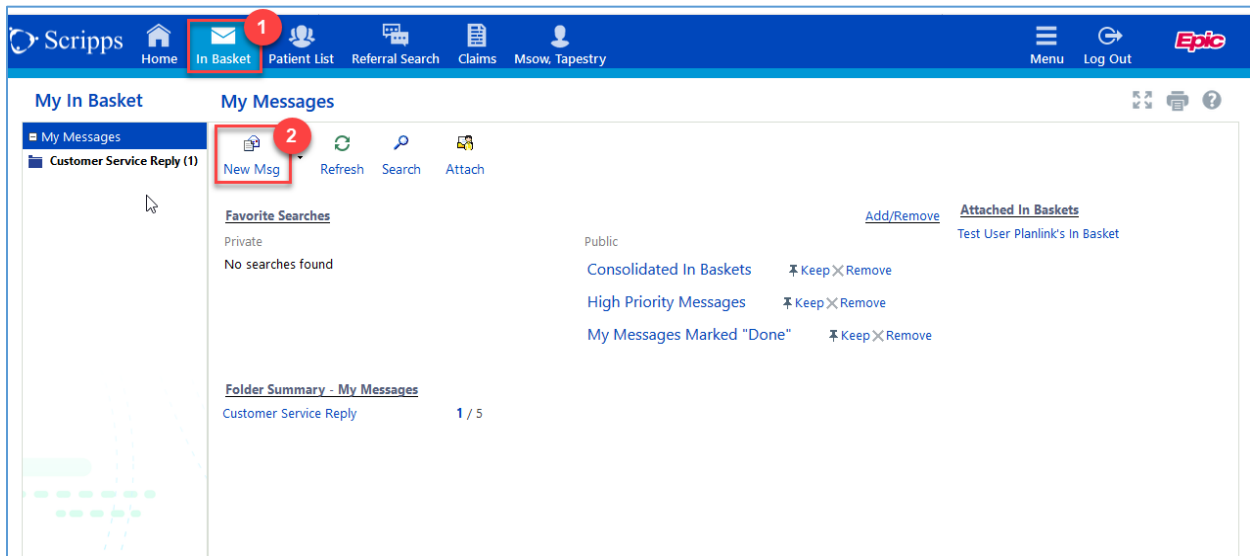 Scripps
Home
In Basket
1
Patient List
Referral Search
Claims
Msow, Tapestry
Menu
Log Out
Epic
My In Basket
My Messages
My Messages
Customer Service Reply (1)
New Msg
2
Refresh
Search
Attach
Favorite Searches
Add/Remove
Attached In Baskets
Private
Public
Test User Planlink's In Basket
No searches found
Consolidated In Baskets Keep Remove
High Priority Messages Keep Remove
My Messages Marked "Done" Keep Remove
Folder Summary - My Messages
Customer Service Reply 1 / 5